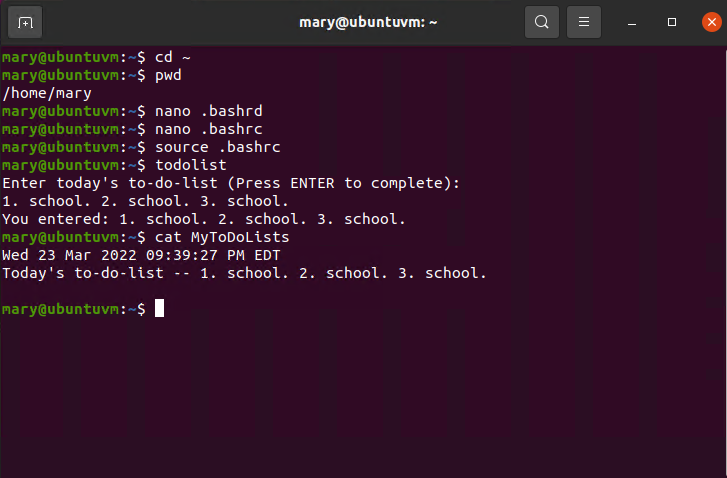 mary@ubuntuvm: ~
mary@ubuntuvm:~$ cd ~
mary@ubuntuvm:~$ pwd
/home/mary
mary@ubuntuvm:~$ nano .bashrd
mary@ubuntuvm:~$ nano .bashrc
mary@ubuntuvm:~$ source .bashrc
mary@ubuntuvm:~$ todolist
Enter today's to-do-list (Press ENTER to complete):
1. school. 2. school. 3. school.
You entered: 1. school. 2. school. 3. school.
mary@ubuntuvm:~$ cat MyToDoLists
Wed 23 Mar 2022 09:39:27 PM EDT
Today's to-do-list -- 1. school. 2. school. 3. school.
mary@ubuntuvm:~$